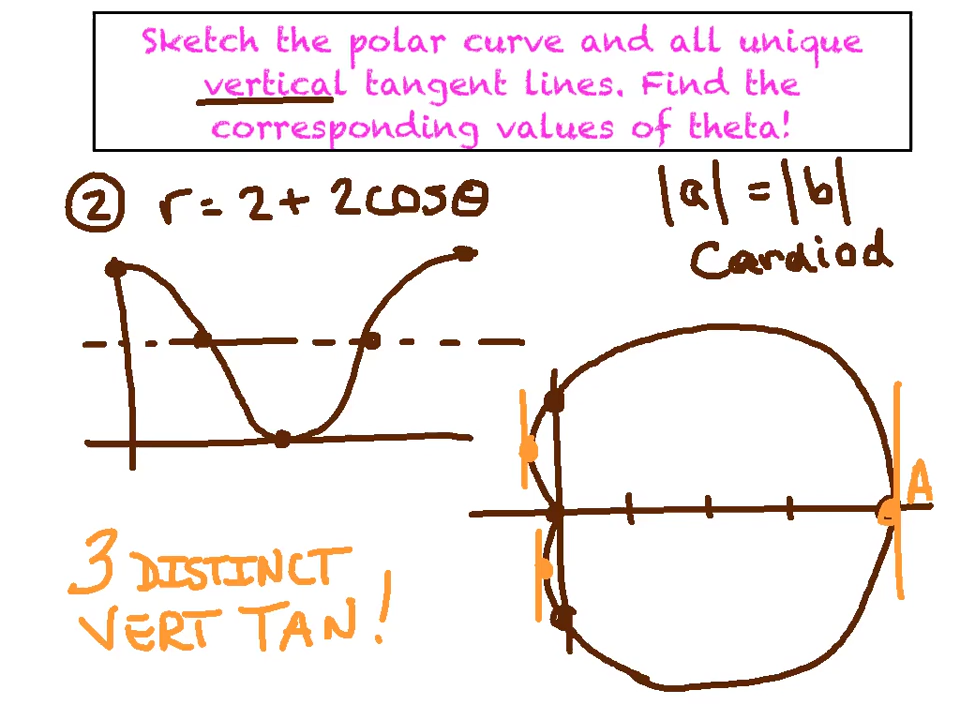 Sketch the polar curve and all unique
vertical tangent lines. Find the
corresponding values of theta!
② r = 2 + 2cosθ
|a| = |b|
Cardiod
A
3 DISTINCT
VERT TAN!